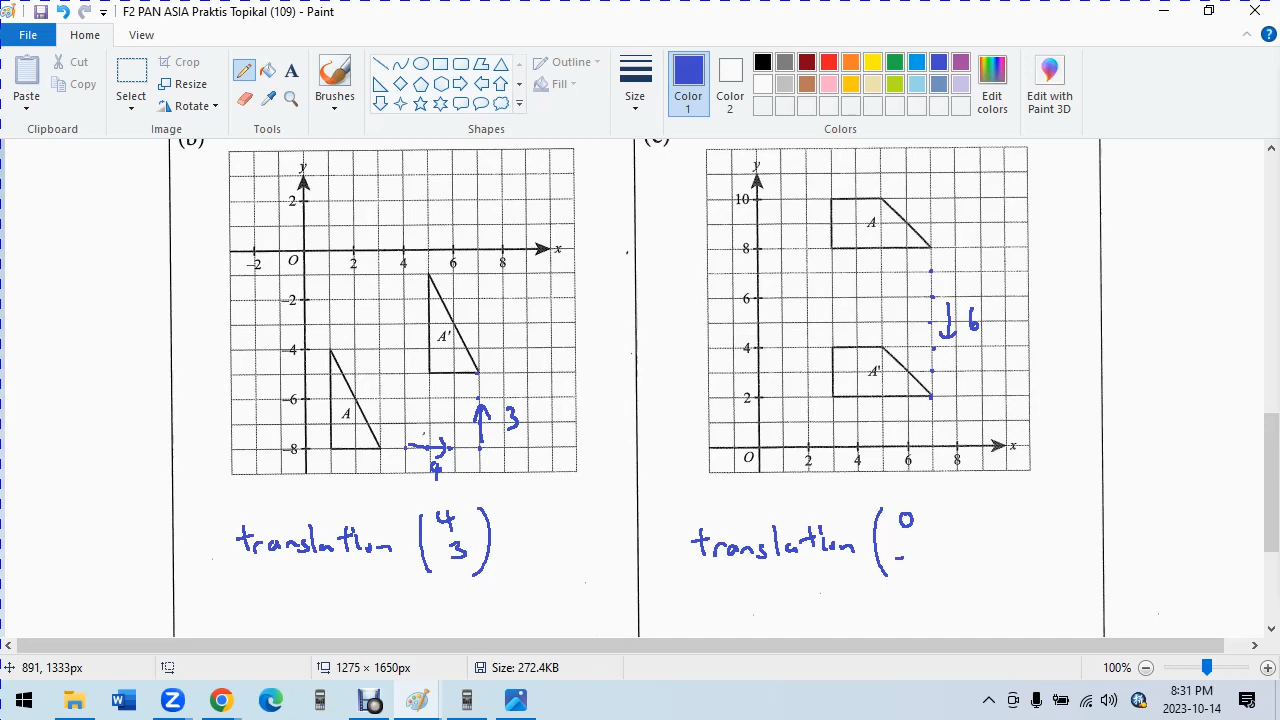 F2 PAN ASIA Praktis Topikal (109) - Paint
File Home View
Paste Cut Copy Clipboard
Select Crop Resize Rotate Image
Tools
Brushes
Outline Fill Shapes
Size
Color 1 Color 2 Edit colors Colors
Edit with Paint 3D
(b)
y
2
-2 O 2 4 6 8 x
-2
A'
-4
-6
A
-8
3
4
translation (4 3)
(c)
y
10
A
8
6
6
4
A'
2
O 2 4 6 8 x
translation (0 -
891, 1333px 1275 × 1650px Size: 272.4KB 100%
8:31 PM
2023-10-14